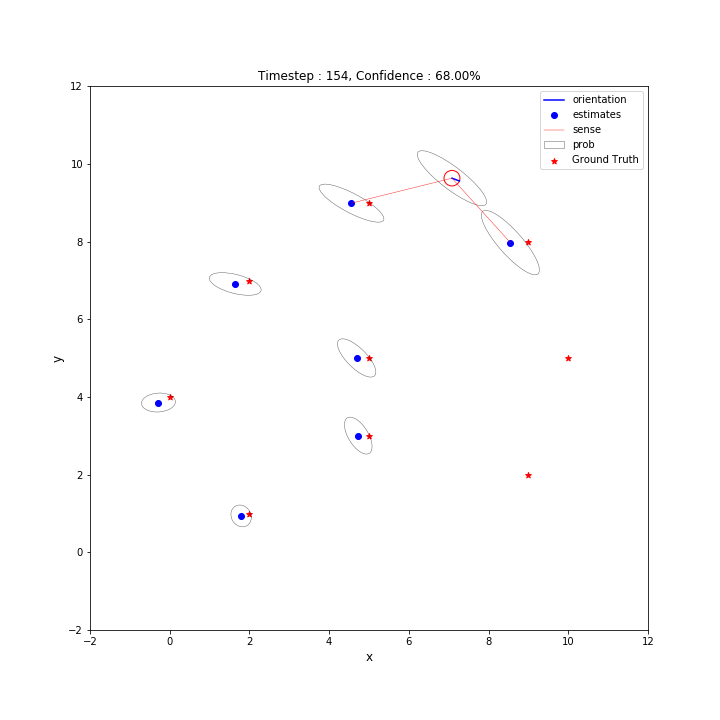 Timestep : 154, Confidence : 68.00%
orientation
estimates
sense
prob
Ground Truth
12
10
8
6
4
2
0
−2
y
−2 0 2 4 6 8 10 12
x